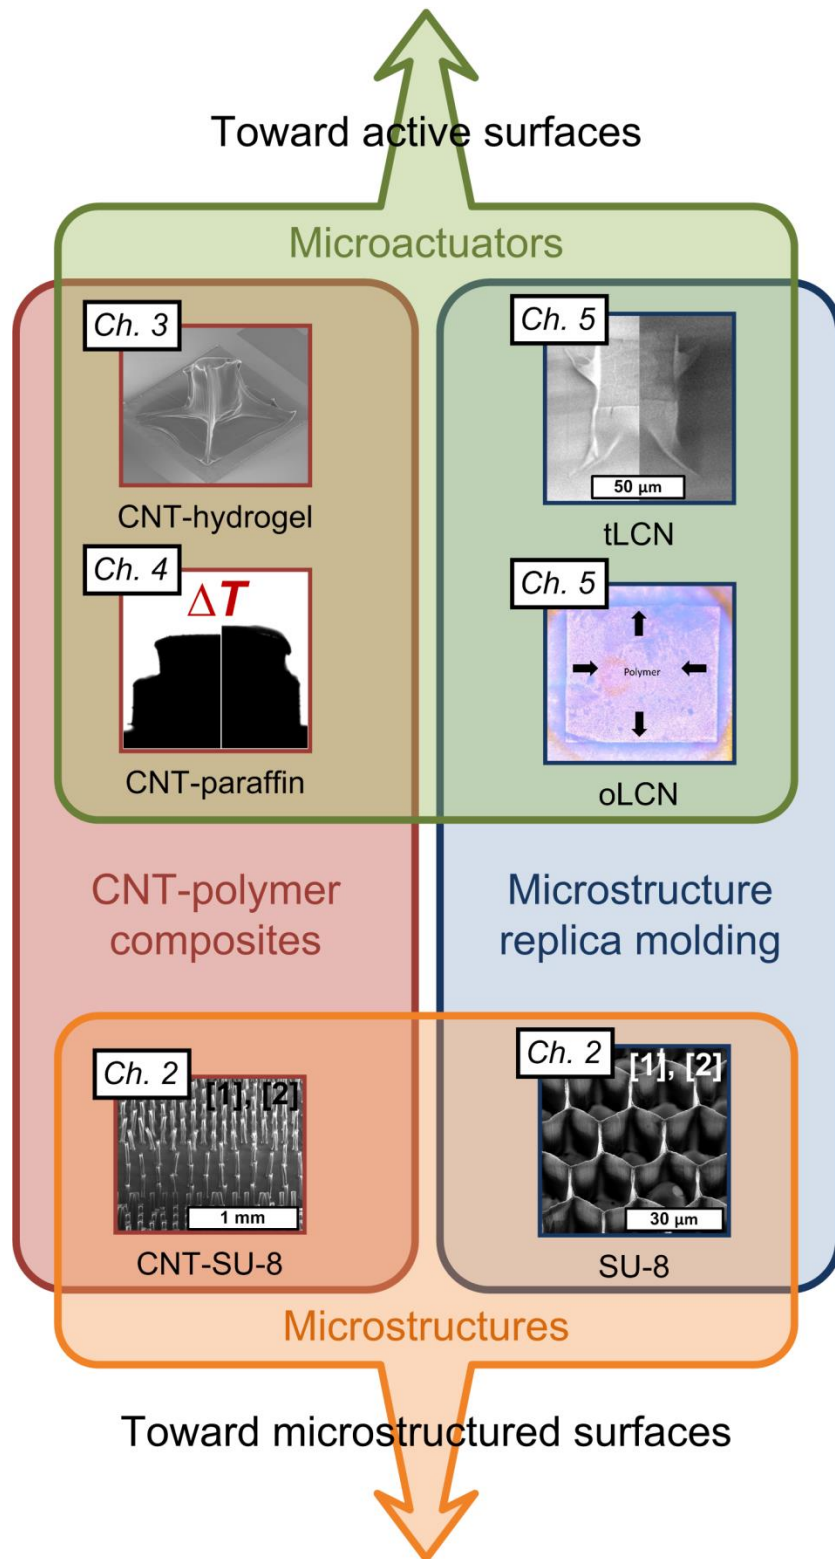 Toward active surfaces
Microactuators
Ch. 3
CNT-hydrogel
Ch. 4
ΔT
CNT-paraffin
Ch. 5
50 µm
tLCN
Ch. 5
Polymer
oLCN
CNT-polymer
composites
Microstructure
replica molding
Ch. 2
[1], [2]
1 mm
CNT-SU-8
Ch. 2
[1], [2]
30 µm
SU-8
Microstructures
Toward microstructured surfaces